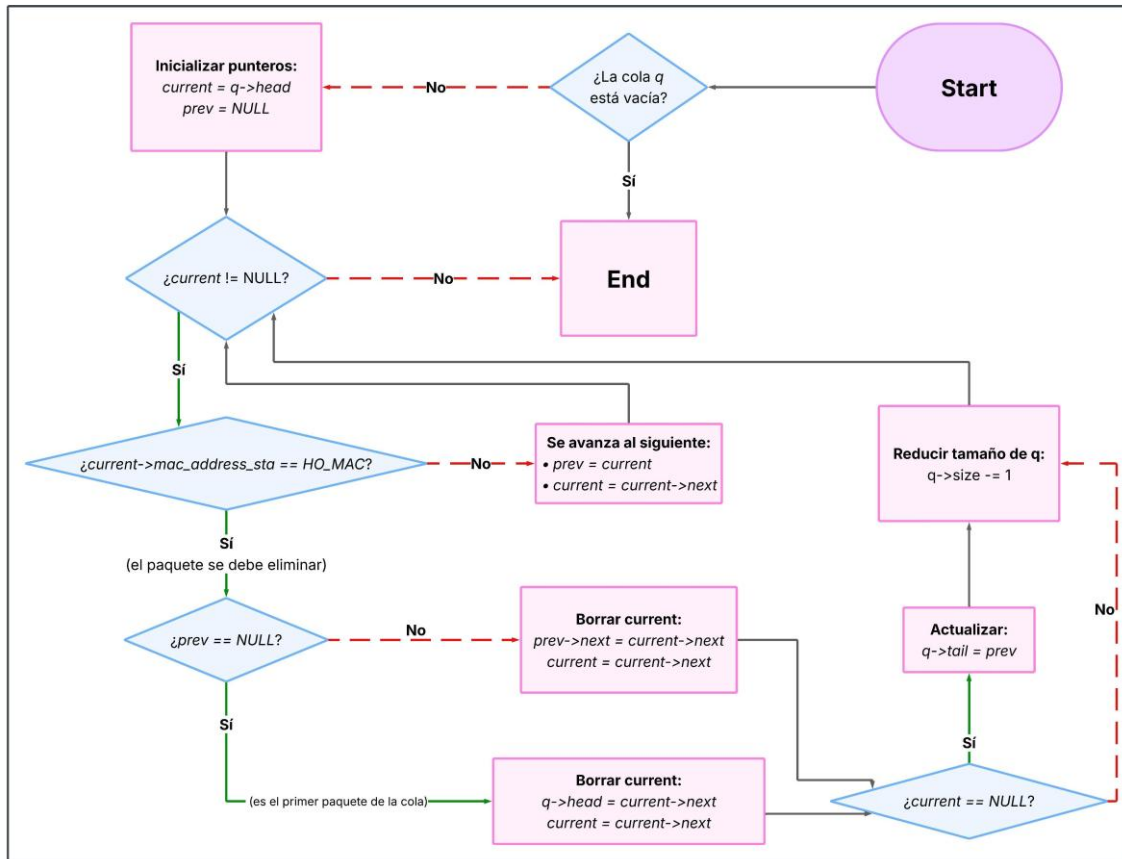 Start
¿La cola q
está vacía?
No
Inicializar punteros:
current = q->head
prev = NULL
Sí
End
¿current != NULL?
No
Sí
¿current->mac_address_sta == HO_MAC?
No
Se avanza al siguiente:
• prev = current
• current = current->next
Sí
(el paquete se debe eliminar)
¿prev == NULL?
No
Borrar current:
prev->next = current->next
current = current->next
Sí
(es el primer paquete de la cola)
Borrar current:
q->head = current->next
current = current->next
¿current == NULL?
Sí
Actualizar:
q->tail = prev
No
Reducir tamaño de q:
q->size -= 1